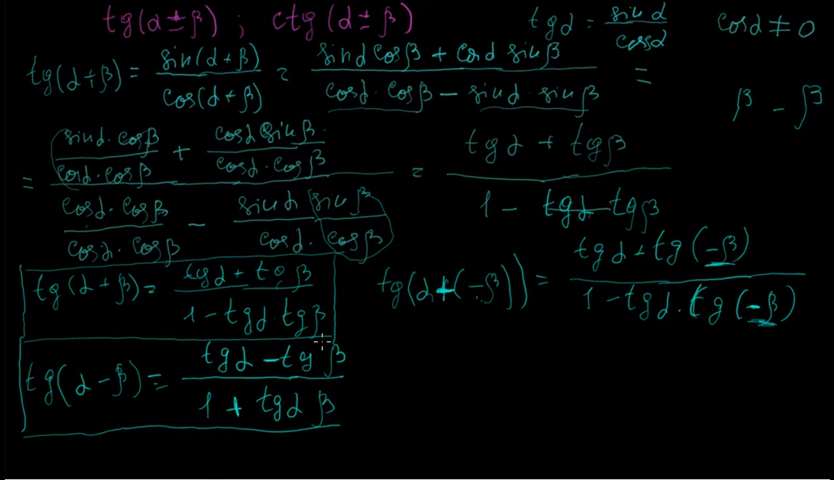 tg(α ± β) ; ctg(α ± β)
tgα = sinα / cosα    cosα ≠ 0
tg(α + β) = sin(α + β) / cos(α + β) = (sinα cosβ + cosα sinβ) / (cosα · cosβ − sinα · sinβ) =
β − β
= (sinα · cosβ / cosα · cosβ + cosα sinβ / cosα · cosβ) / (cosα · cosβ / cosα · cosβ − sinα sinβ / cosα · cosβ) = (tgα + tgβ) / (1 − tgα tgβ)
tg(α + β) = (tgα + tgβ) / (1 − tgα tgβ)
tg(α + (−β)) = (tgα + tg(−β)) / (1 − tgα · tg(−β))
tg(α − β) = (tgα − tgβ) / (1 + tgα β)